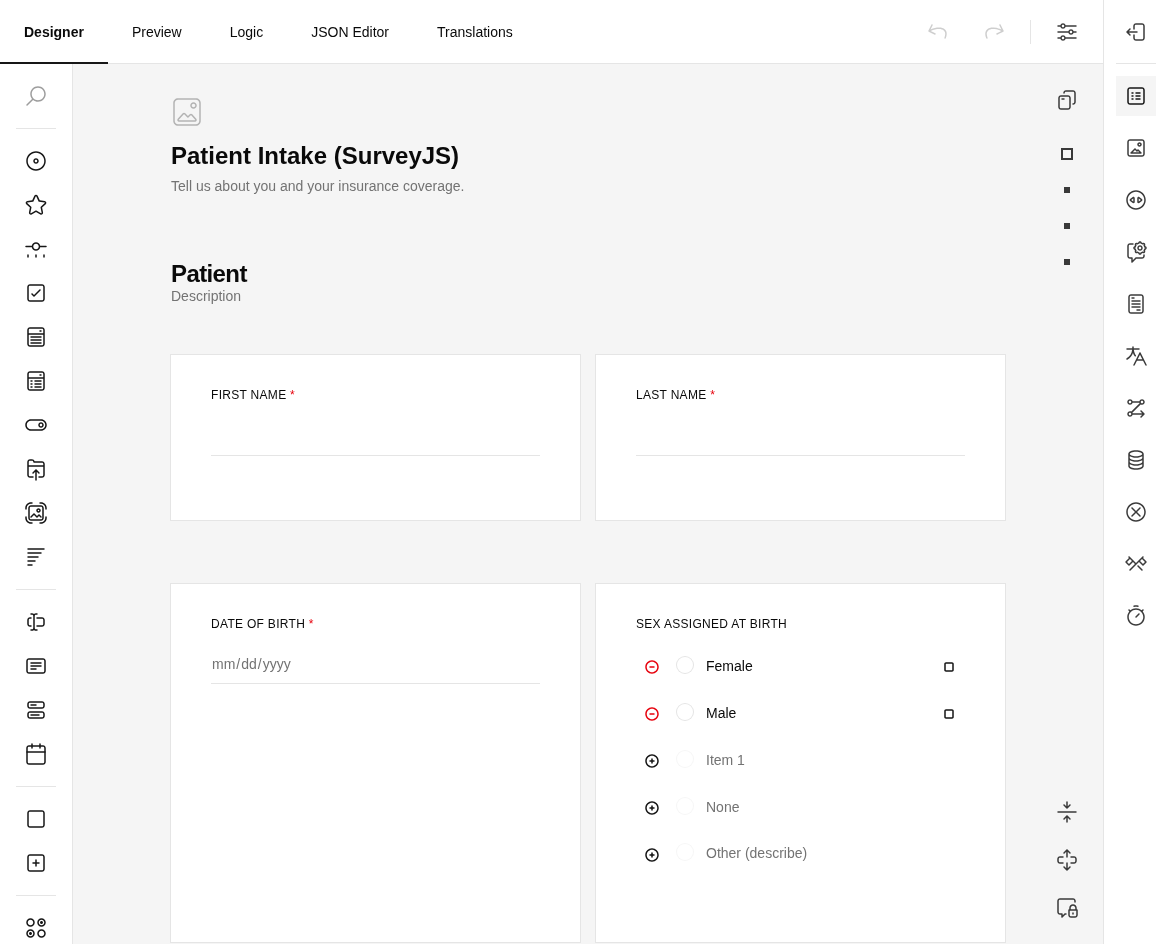 Designer
Preview
Logic
JSON Editor
Translations
Patient Intake (SurveyJS)
Tell us about you and your insurance coverage.
Patient
Description
FIRST NAME *
LAST NAME *
DATE OF BIRTH *
mm/dd/yyyy
SEX ASSIGNED AT BIRTH
Female
Male
Item 1
None
Other (describe)